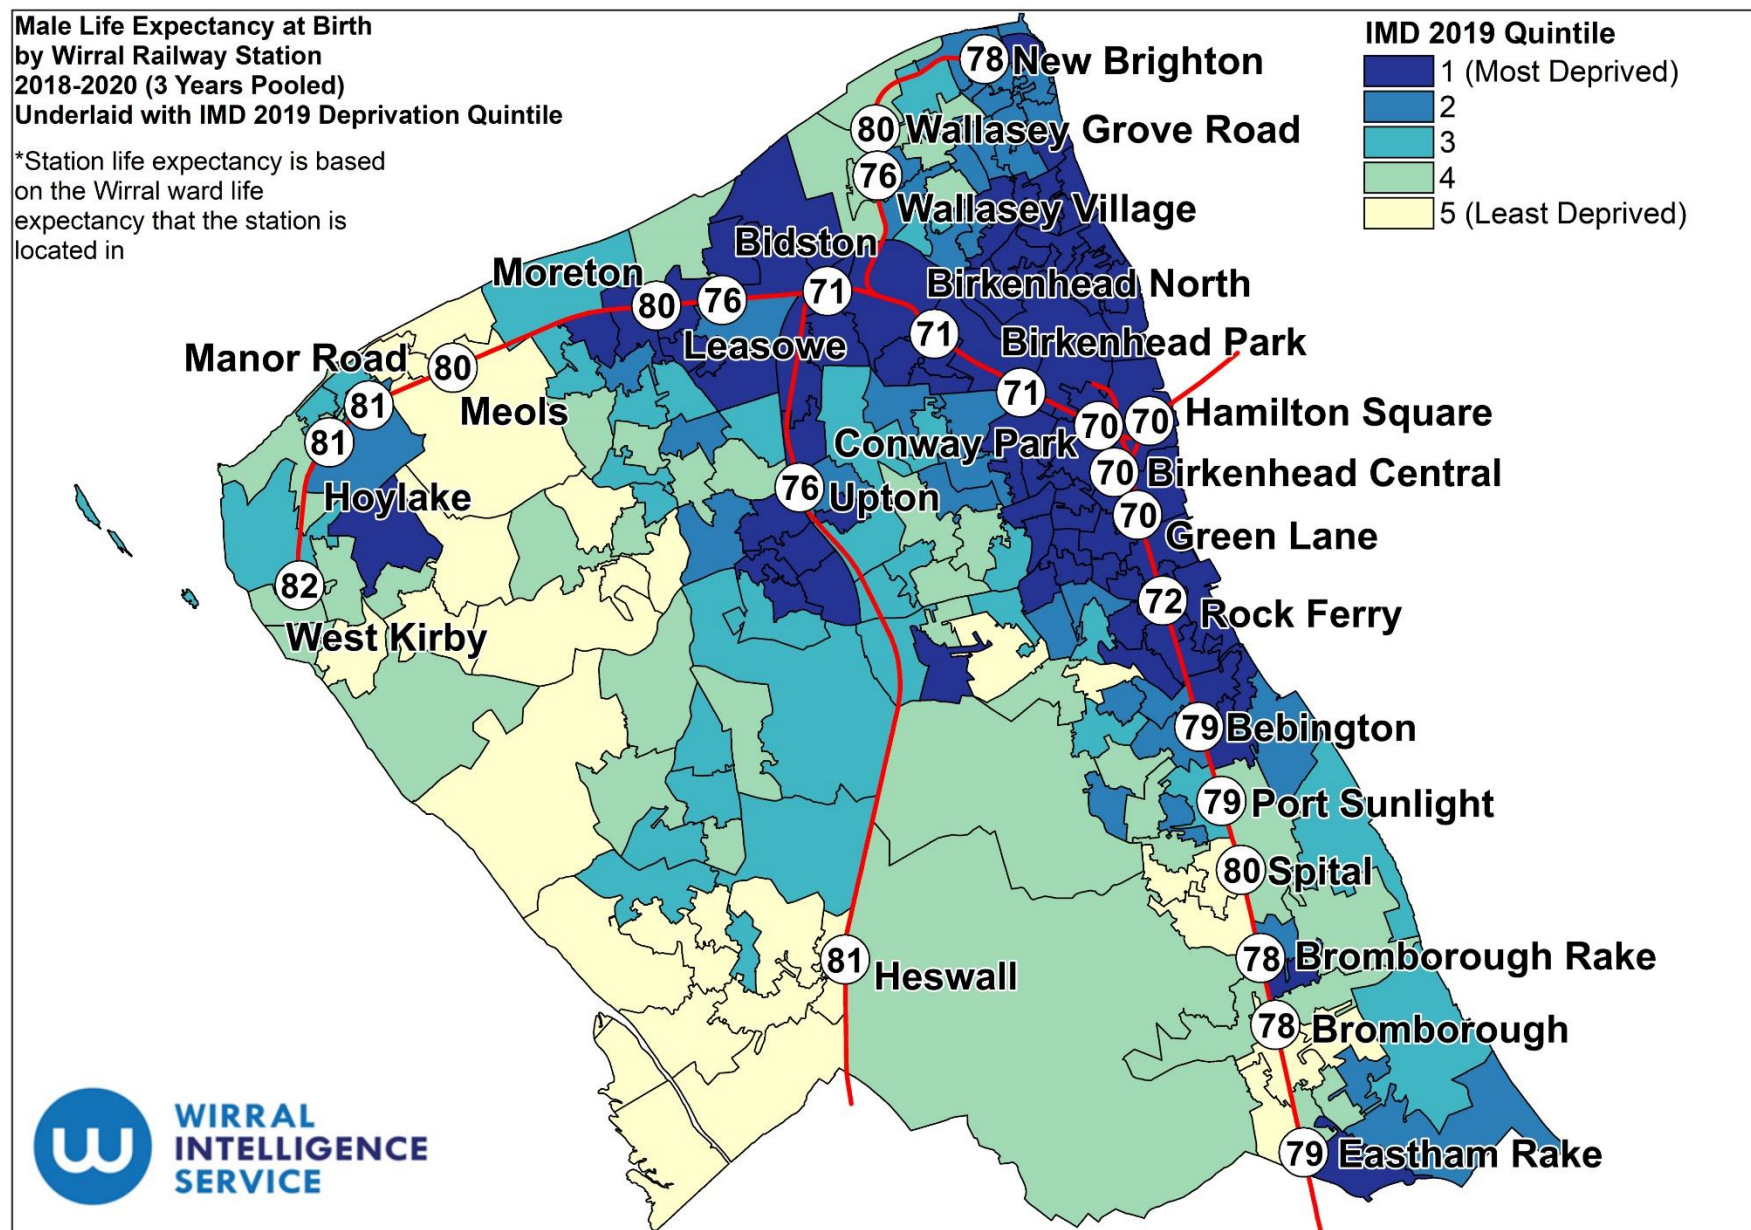 Male Life Expectancy at Birth
by Wirral Railway Station
2018-2020 (3 Years Pooled)
Underlaid with IMD 2019 Deprivation Quintile
*Station life expectancy is based
on the Wirral ward life
expectancy that the station is
located in
IMD 2019 Quintile
1 (Most Deprived)
2
3
4
5 (Least Deprived)
78 New Brighton
80 Wallasey Grove Road
76
Wallasey Village
Bidston
71
Moreton
80
76
Leasowe
Birkenhead North
71
Birkenhead Park
71
Manor Road
81
80
Meols
81
Hoylake
82
West Kirby
70
Conway Park
70 Hamilton Square
70 Birkenhead Central
76 Upton
70
Green Lane
72
Rock Ferry
79 Bebington
79 Port Sunlight
80 Spital
81 Heswall
78 Bromborough Rake
78 Bromborough
79 Eastham Rake
W
WIRRAL
INTELLIGENCE
SERVICE